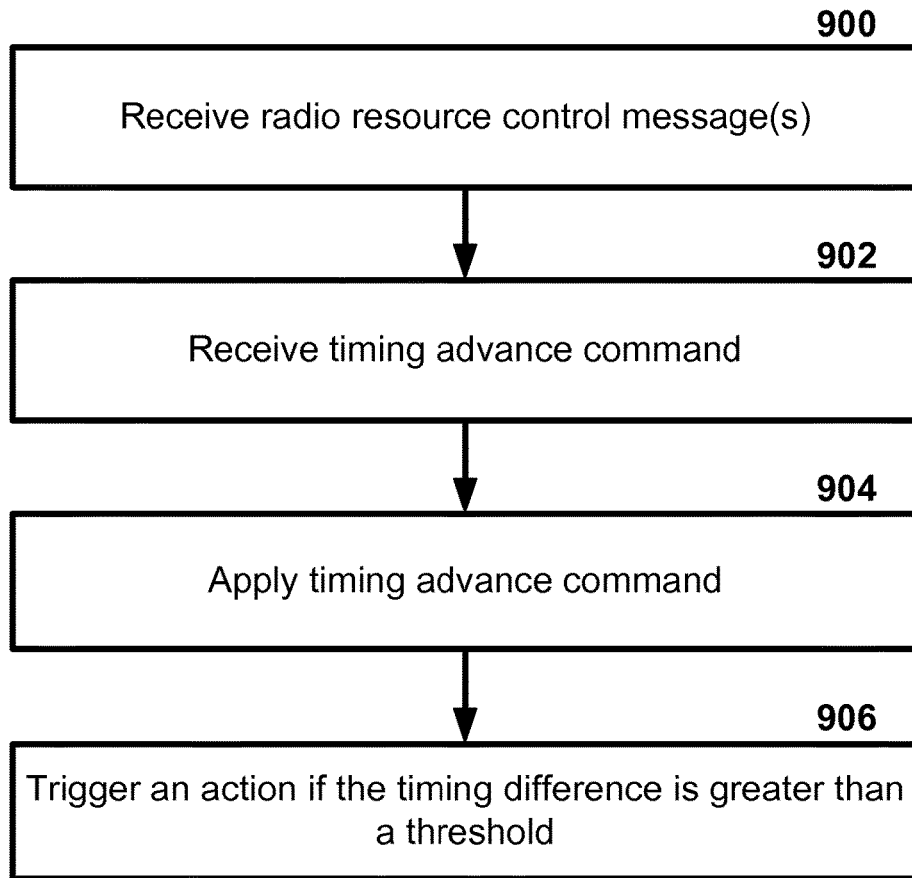 900
Receive radio resource control message(s)
902
Receive timing advance command
904
Apply timing advance command
906
Trigger an action if the timing difference is greater than
a threshold